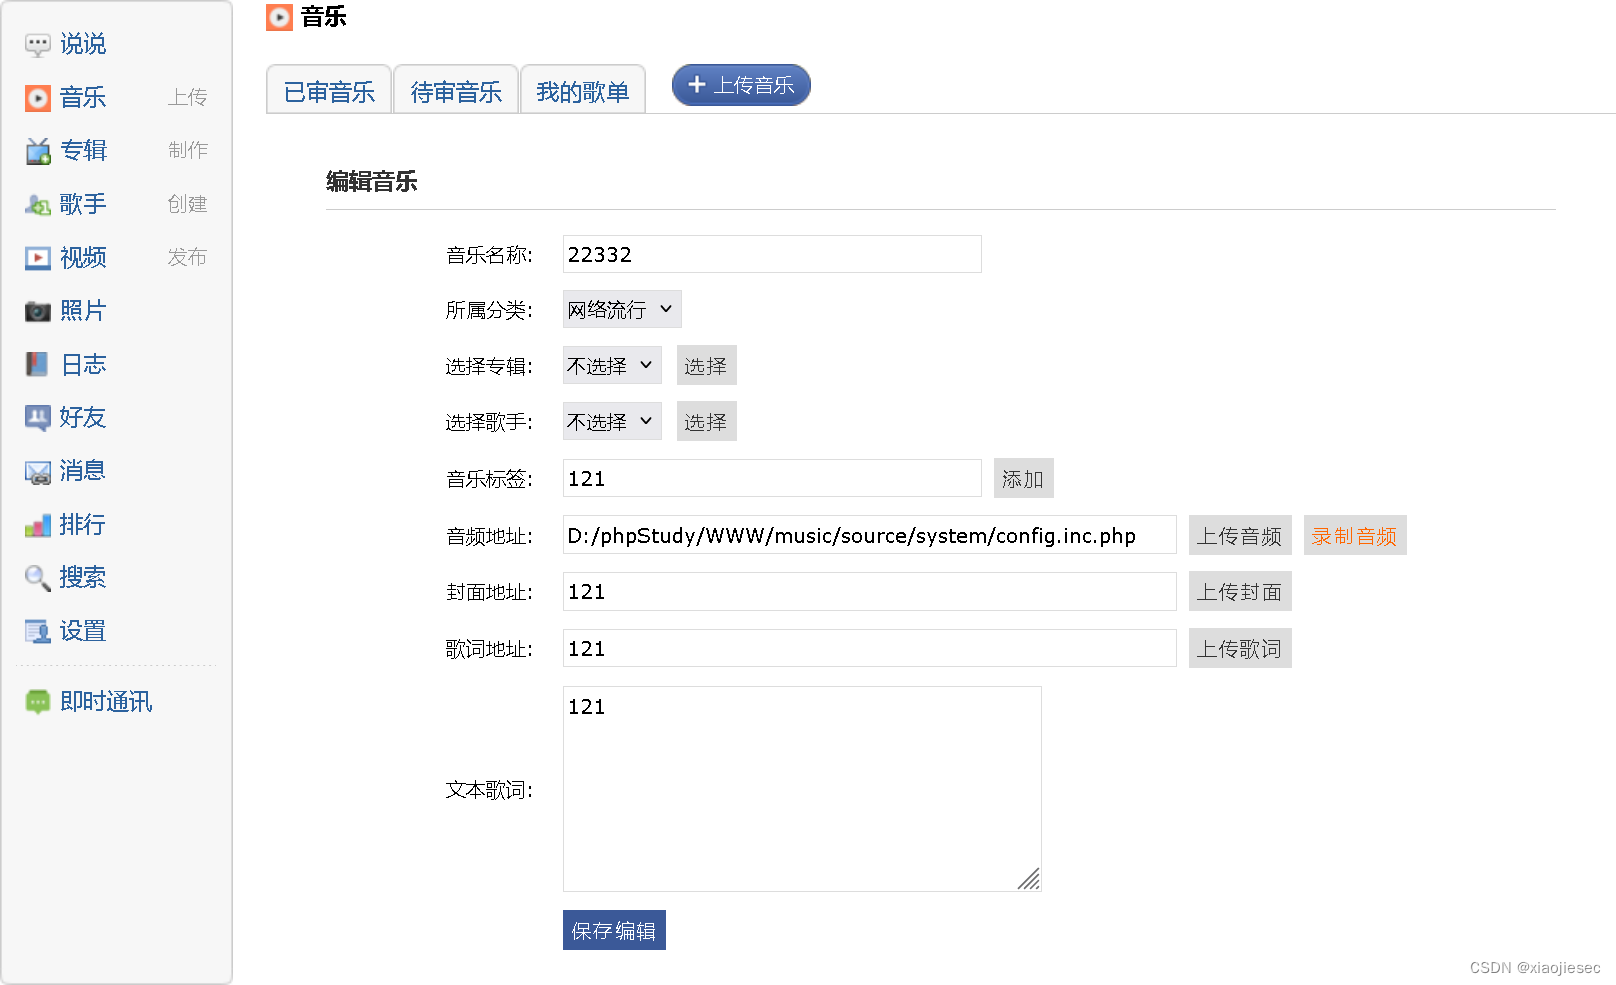 说说
音乐 上传
专辑 制作
歌手 创建
视频 发布
照片
日志
好友
消息
排行
搜索
设置
即时通讯
音乐
已审音乐 待审音乐 我的歌单 + 上传音乐
编辑音乐
音乐名称: 22332
所属分类: 网络流行
选择专辑: 不选择 选择
选择歌手: 不选择 选择
音乐标签: 121 添加
音频地址: D:/phpStudy/WWW/music/source/system/config.inc.php 上传音频 录制音频
封面地址: 121 上传封面
歌词地址: 121 上传歌词
文本歌词: 121
保存编辑
CSDN @xiaojiesec